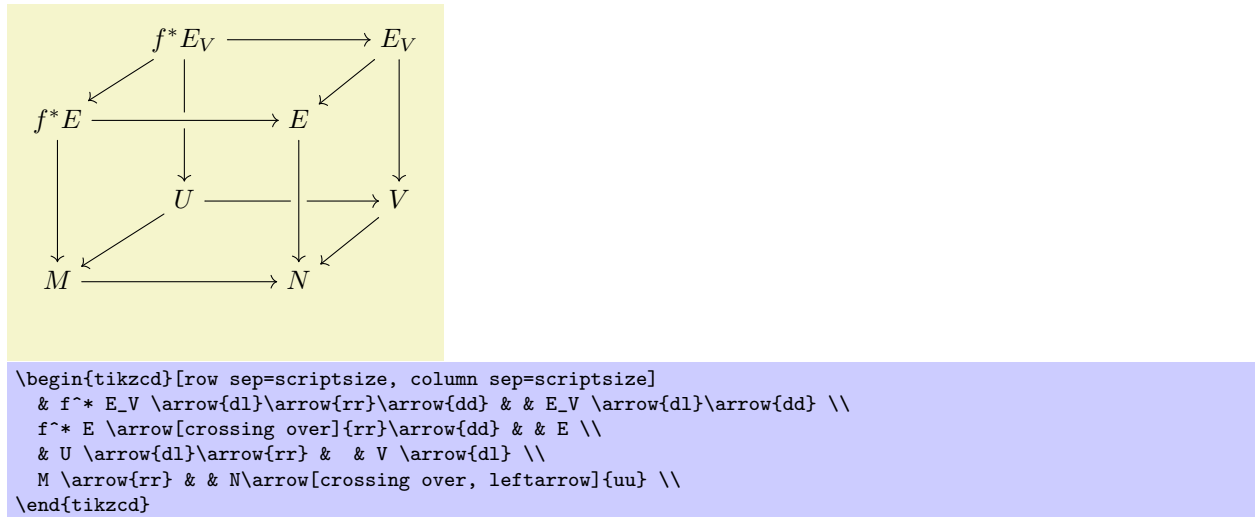 f*E_V E_V
f*E E
U V
M N
\begin{tikzcd}[row sep=scriptsize, column sep=scriptsize]
  & f^* E_V \arrow{dl}\arrow{rr}\arrow{dd} & & E_V \arrow{dl}\arrow{dd} \\
  f^* E \arrow[crossing over]{rr}\arrow{dd} & & E \\
  & U \arrow{dl}\arrow{rr} &  & V \arrow{dl} \\
  M \arrow{rr} & & N\arrow[crossing over, leftarrow]{uu} \\
\end{tikzcd}